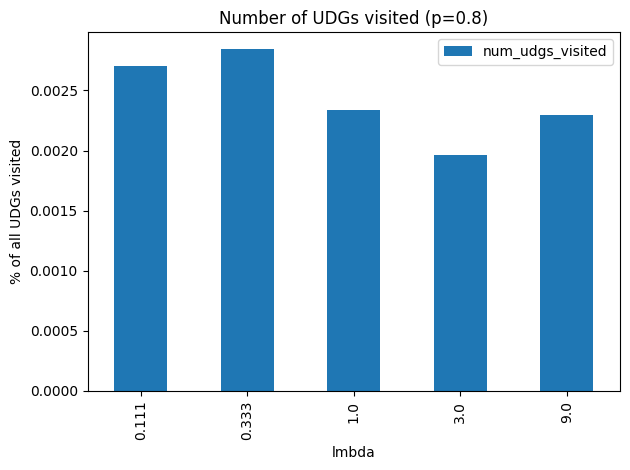 Number of UDGs visited (p=0.8)
num_udgs_visited
% of all UDGs visited
0.0025
0.0020
0.0015
0.0010
0.0005
0.0000
0.111
0.333
1.0
3.0
9.0
lmbda